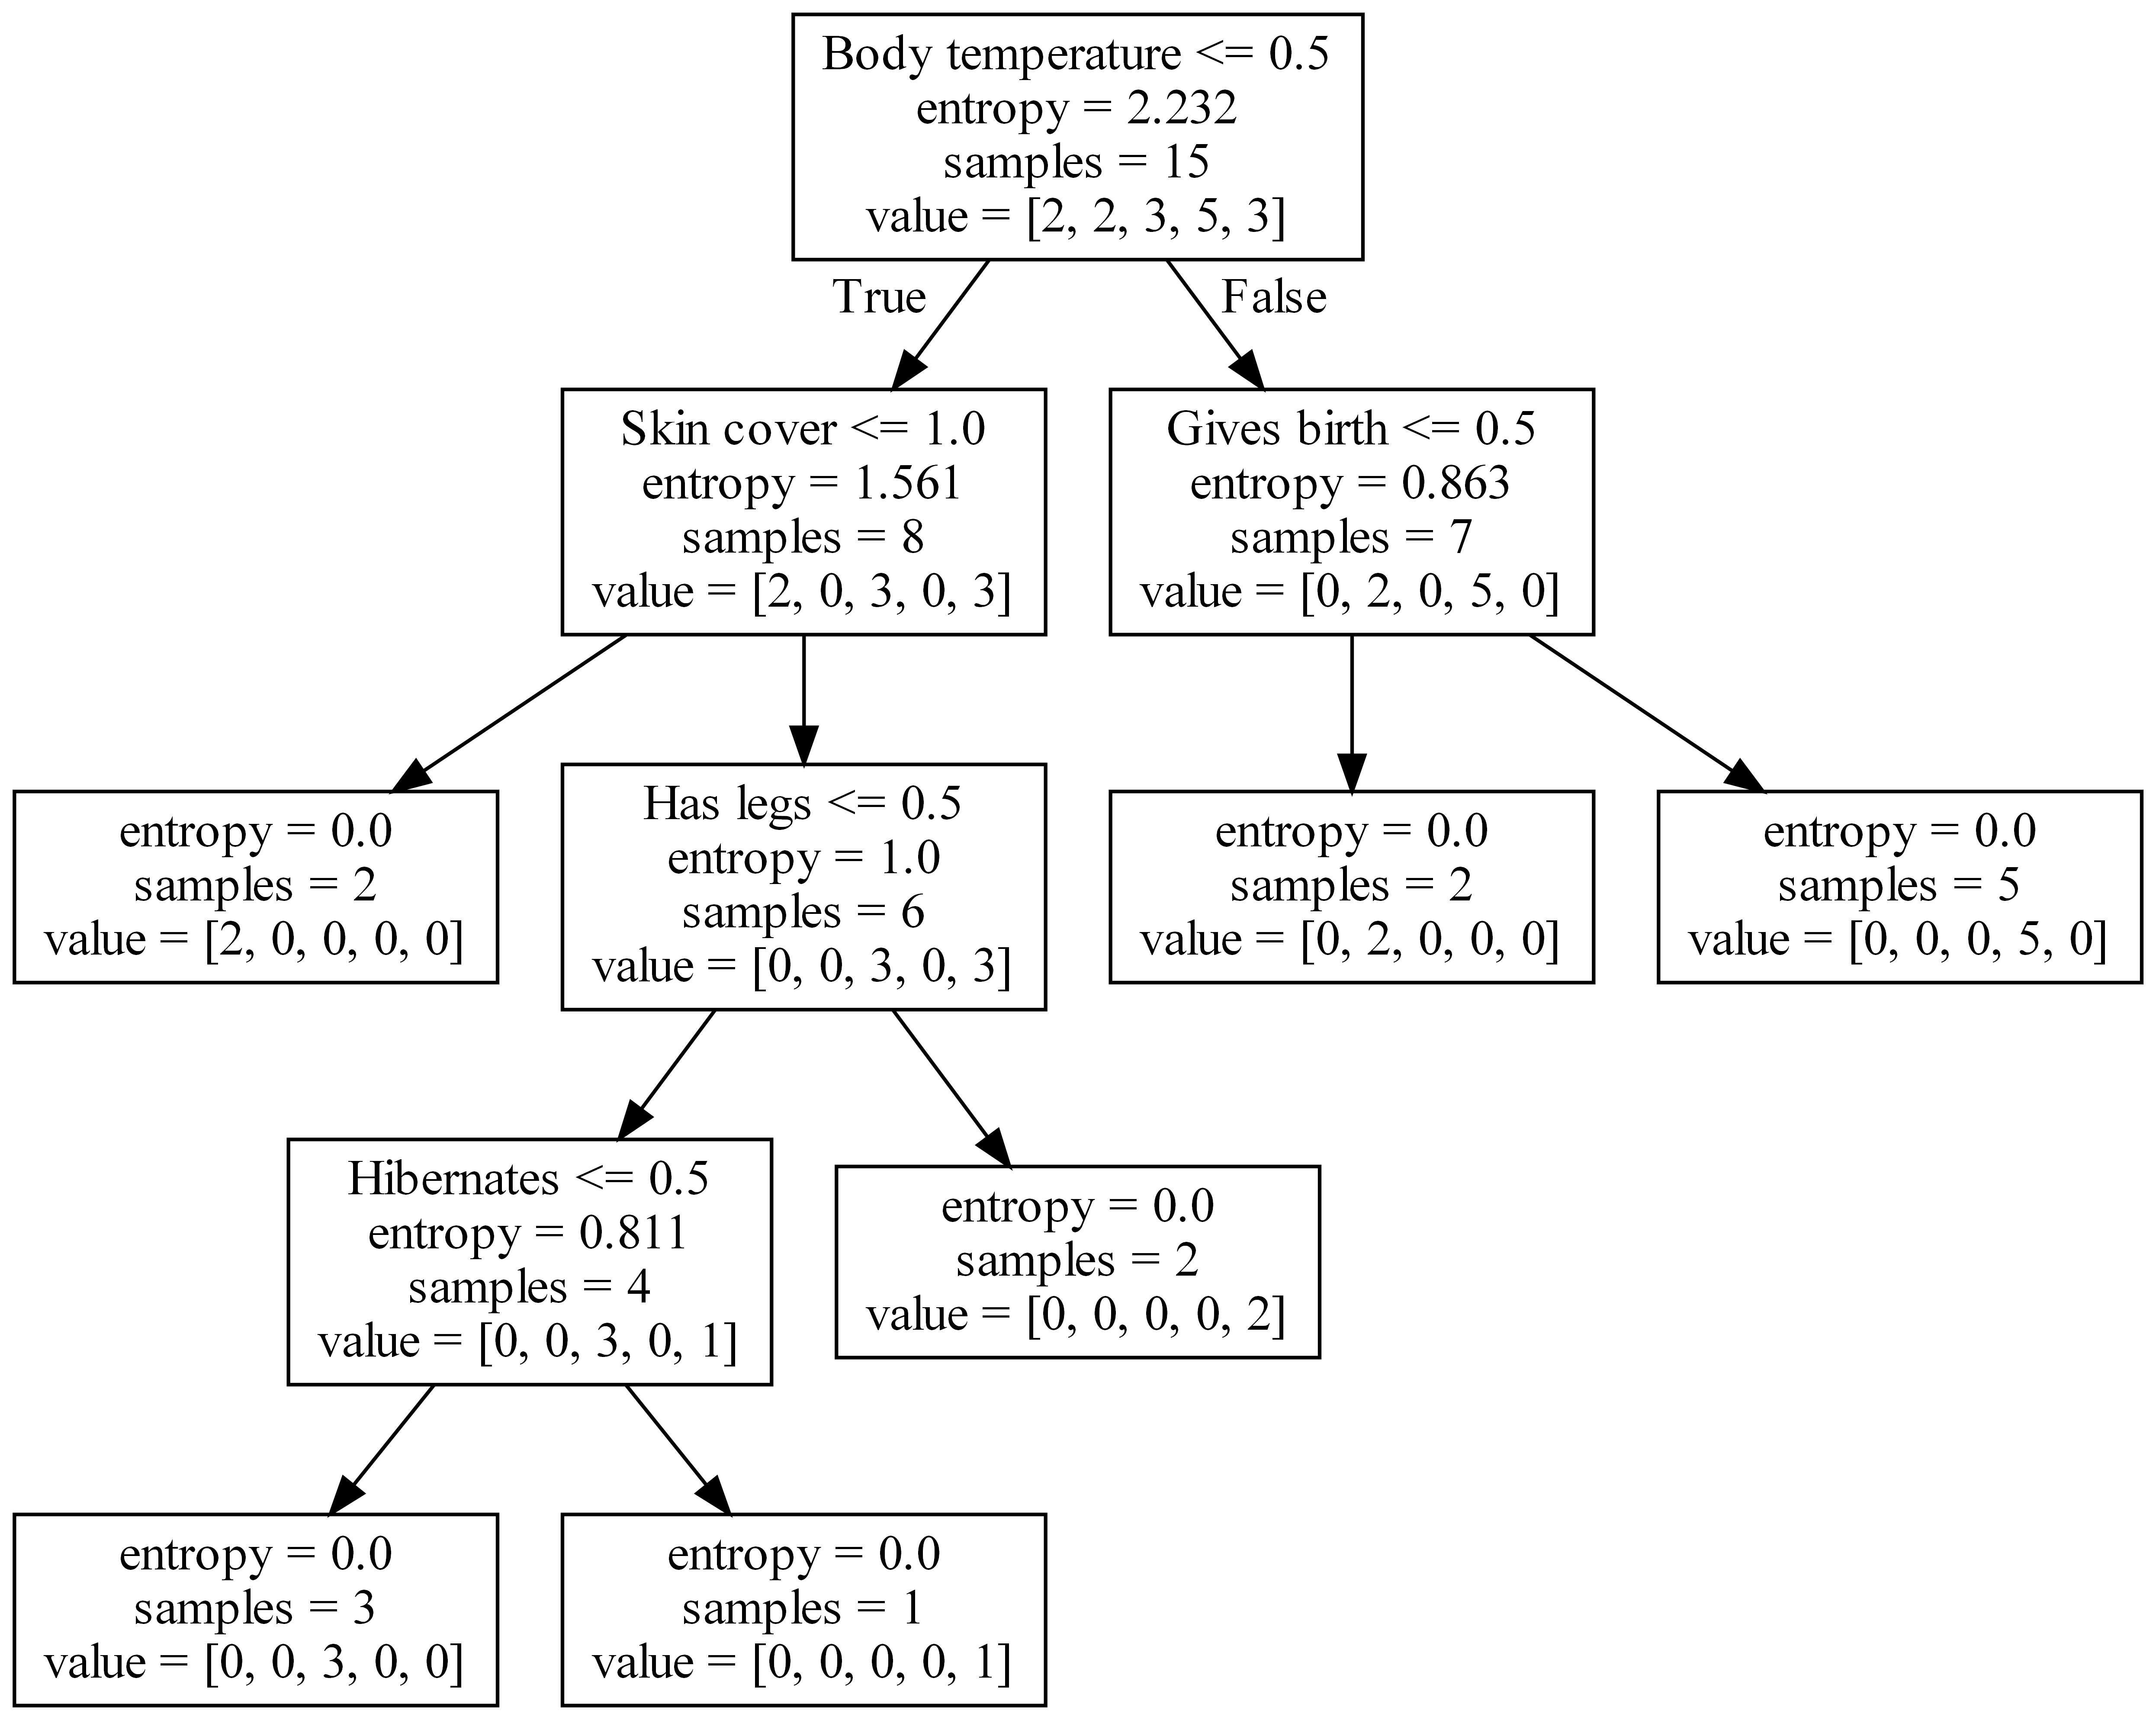 Body temperature <= 0.5
entropy = 2.232
samples = 15
value = [2, 2, 3, 5, 3]
True
False
Skin cover <= 1.0
entropy = 1.561
samples = 8
value = [2, 0, 3, 0, 3]
Gives birth <= 0.5
entropy = 0.863
samples = 7
value = [0, 2, 0, 5, 0]
entropy = 0.0
samples = 2
value = [2, 0, 0, 0, 0]
Has legs <= 0.5
entropy = 1.0
samples = 6
value = [0, 0, 3, 0, 3]
entropy = 0.0
samples = 2
value = [0, 2, 0, 0, 0]
entropy = 0.0
samples = 5
value = [0, 0, 0, 5, 0]
Hibernates <= 0.5
entropy = 0.811
samples = 4
value = [0, 0, 3, 0, 1]
entropy = 0.0
samples = 2
value = [0, 0, 0, 0, 2]
entropy = 0.0
samples = 3
value = [0, 0, 3, 0, 0]
entropy = 0.0
samples = 1
value = [0, 0, 0, 0, 1]